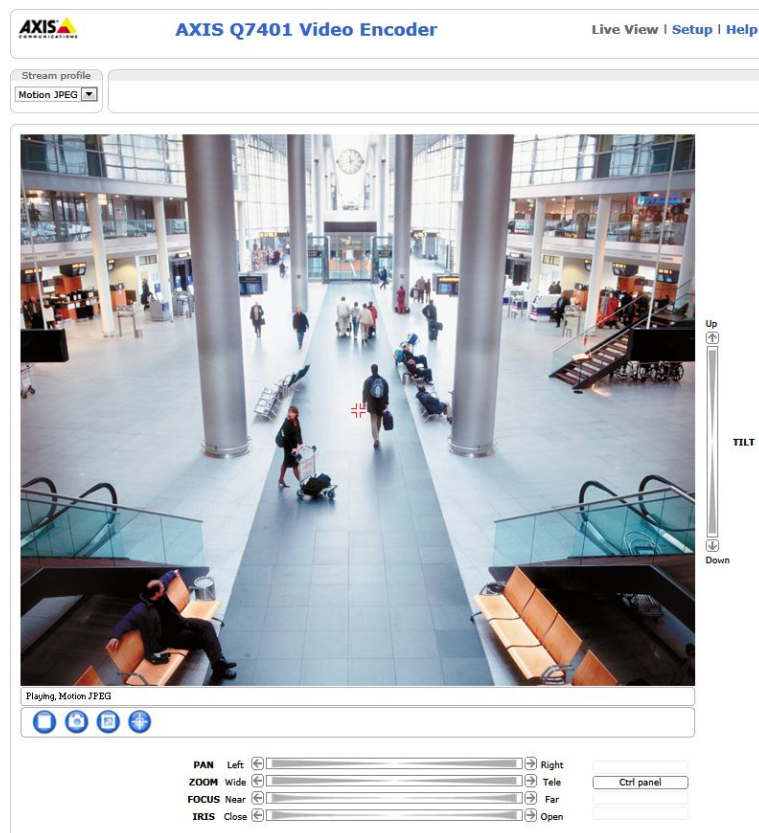 AXIS
COMMUNICATIONS
AXIS Q7401 Video Encoder
Live View | Setup | Help
Stream profile
Motion JPEG
Up
TILT
Down
Playing, Motion JPEG
PAN Left Right
ZOOM Wide Tele Ctrl panel
FOCUS Near Far
IRIS Close Open